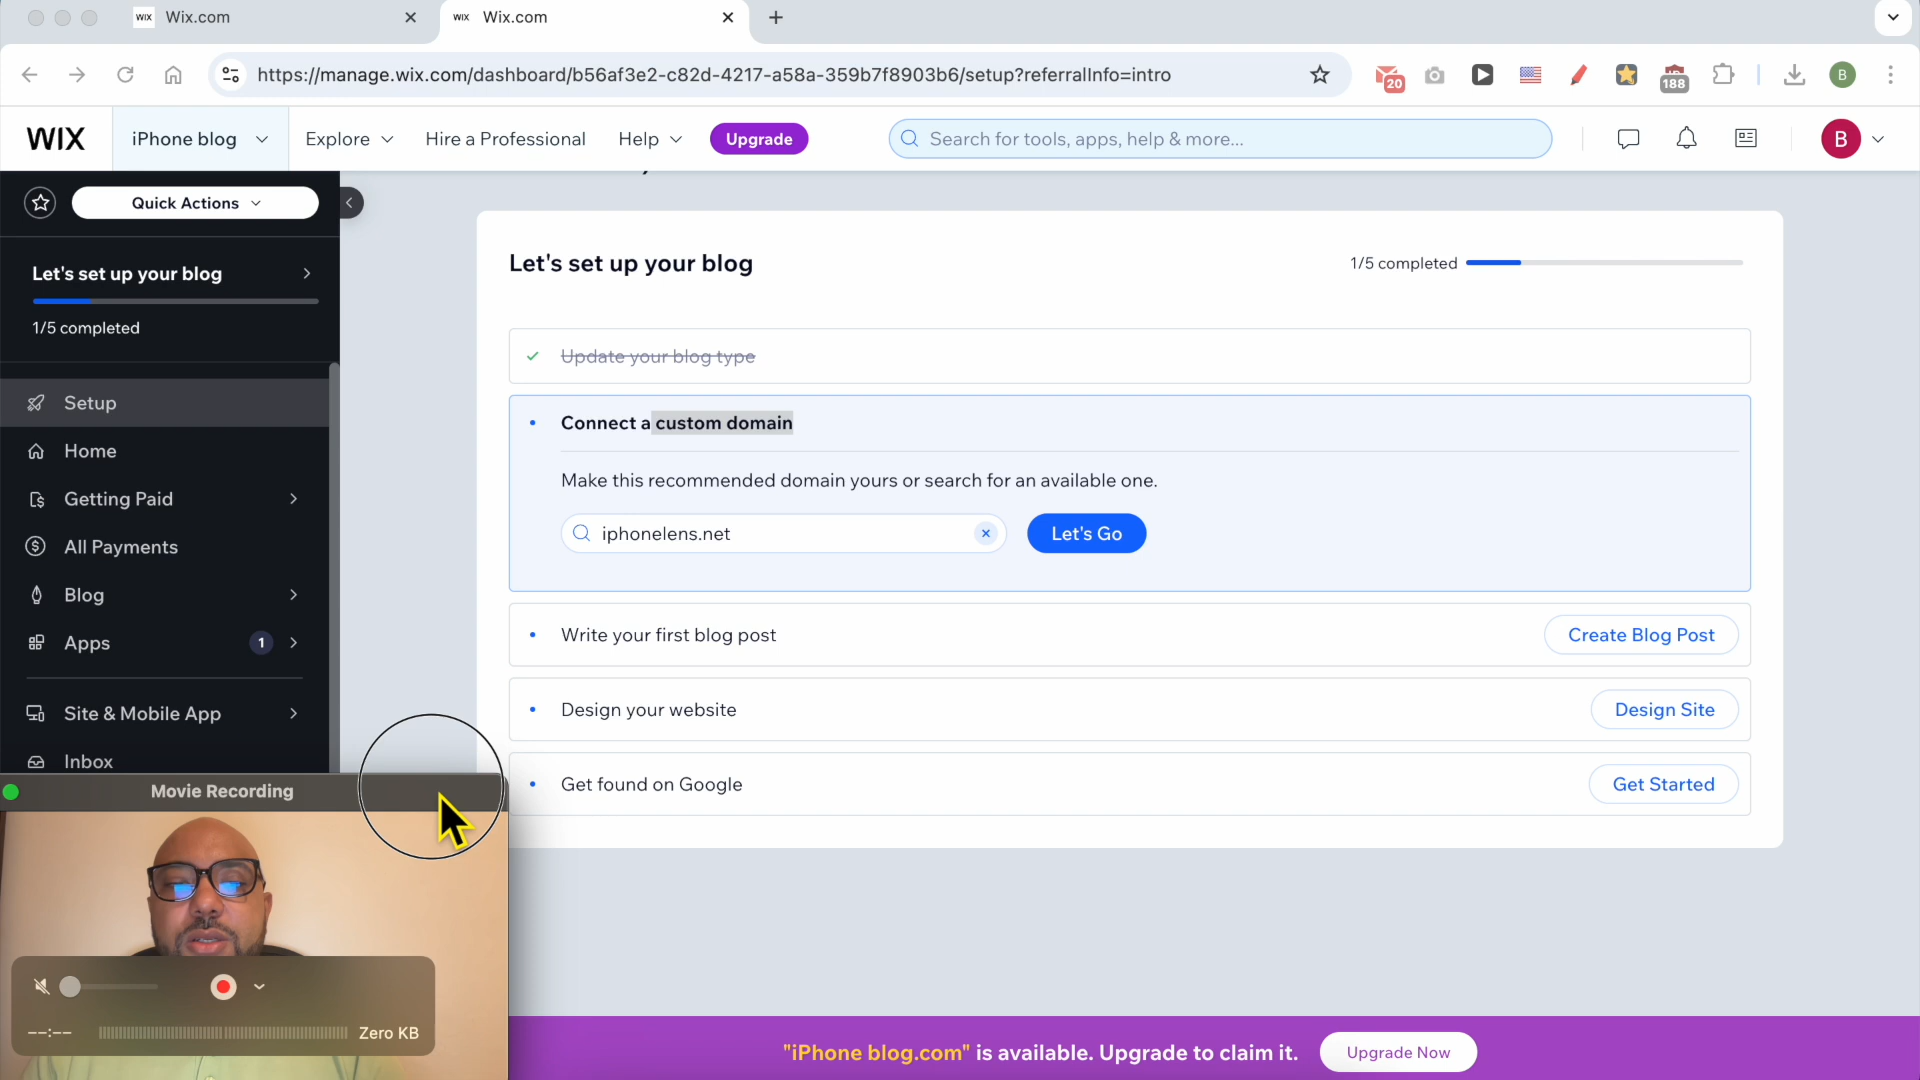 WIX Wix.com
WIX Wix.com
https://manage.wix.com/dashboard/b56af3e2-c82d-4217-a58a-359b7f8903b6/setup?referralInfo=intro
20
188
B
WIX
iPhone blog
Explore
Hire a Professional
Help
Upgrade
Search for tools, apps, help & more...
B
Quick Actions
Let's set up your blog
1/5 completed
Setup
Home
Getting Paid
All Payments
Blog
Apps 1
Site & Mobile App
Inbox
Let's set up your blog
1/5 completed
Update your blog type
Connect a custom domain
Make this recommended domain yours or search for an available one.
iphonelens.net
Let's Go
Write your first blog post
Create Blog Post
Design your website
Design Site
Get found on Google
Get Started
Movie Recording
--:--
Zero KB
"iPhone blog.com" is available. Upgrade to claim it.
Upgrade Now